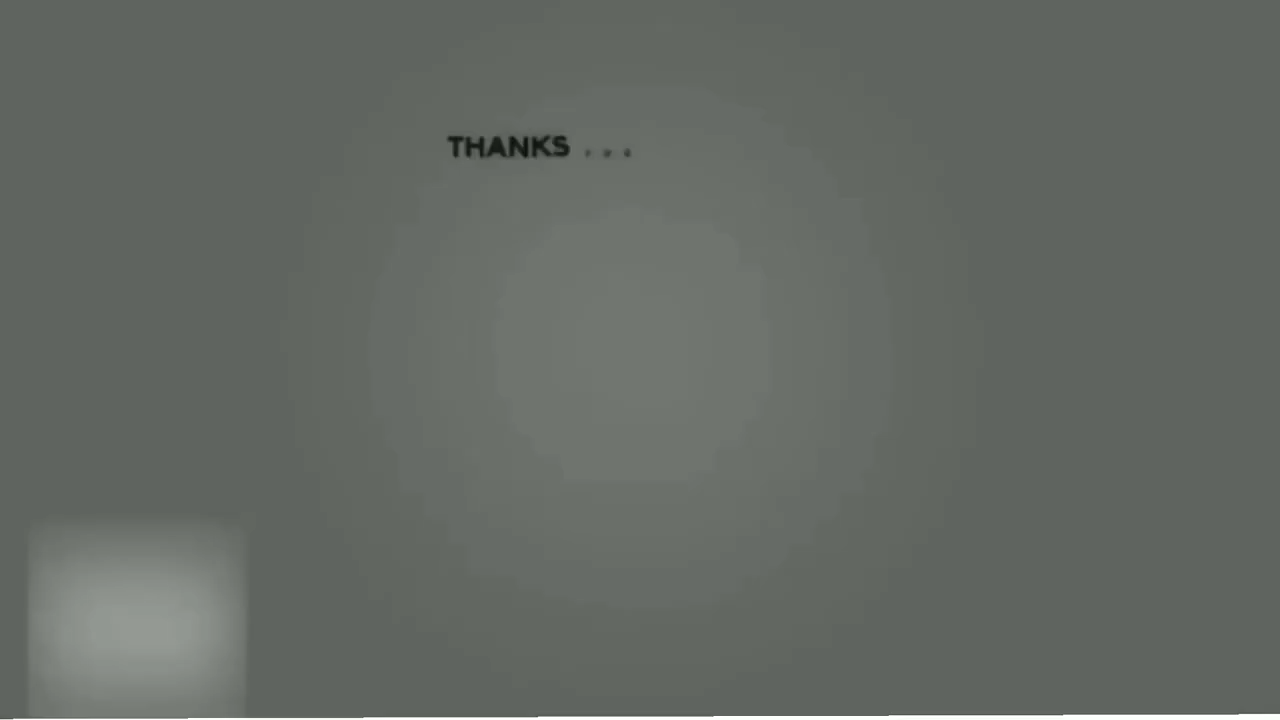 THANKS . . .